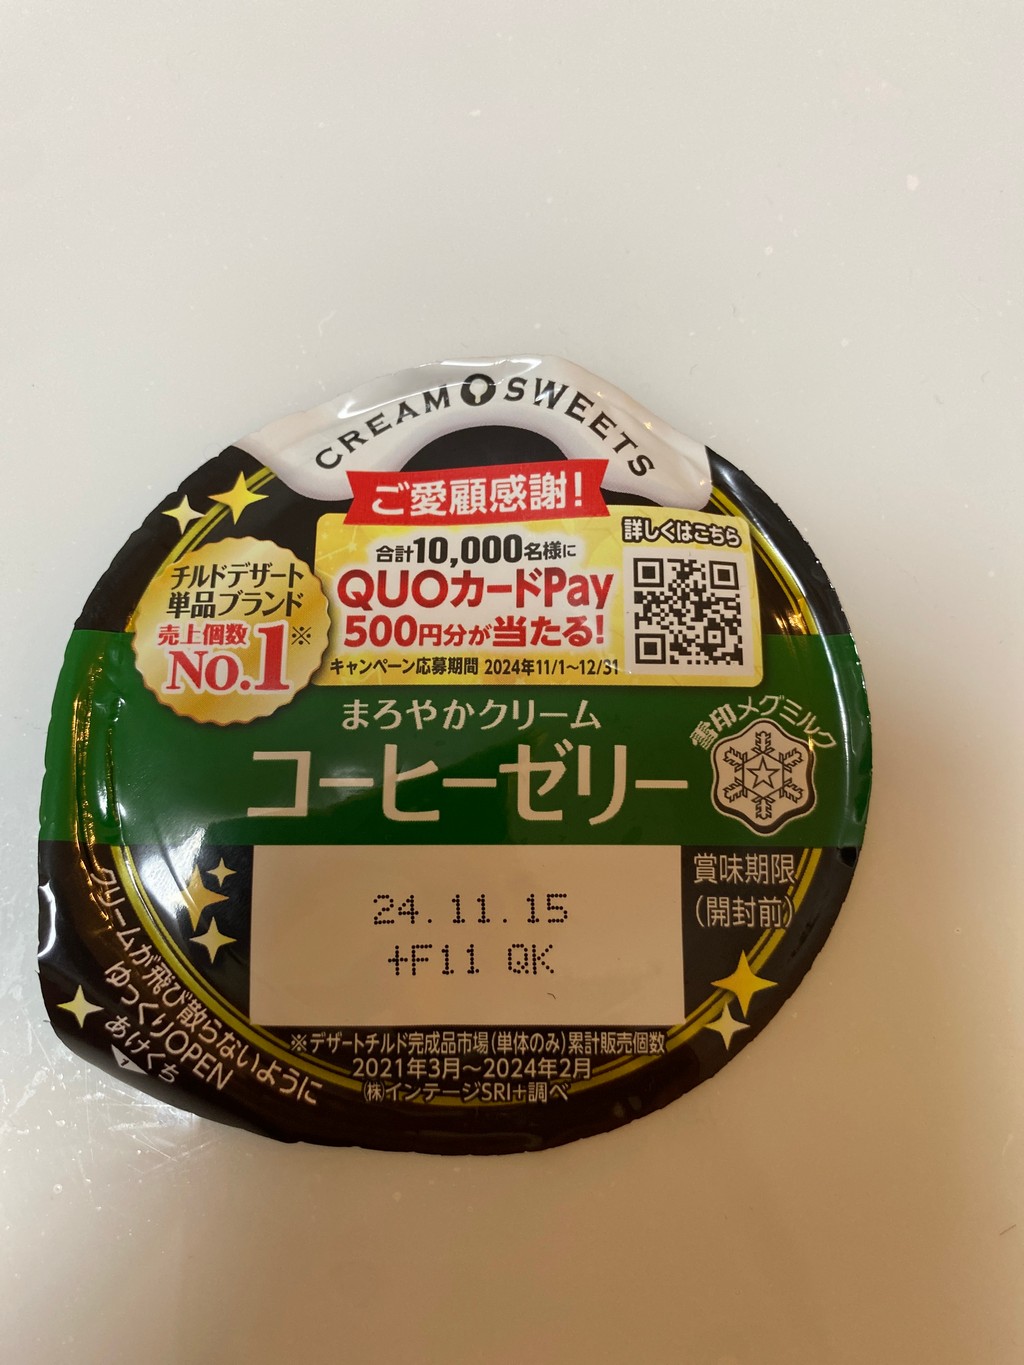 CREAM SWEETS
ご愛顧感謝!
合計10,000名様に
QUOカードPay
500円分が当たる!
キャンペーン応募期間 2024年11/1~12/31
詳しくはこちら
チルドデザート
単品ブランド
売上個数
No.1※
まろやかクリーム
コーヒーゼリー
雪印メグミルク
賞味期限
(開封前)
24.11.15
+F11 QK
クリームが飛び散らないように
ゆっくりOPEN
あけくち
1
※デザートチルド完成品市場(単体のみ)累計販売個数
2021年3月~2024年2月
㈱インテージSRI+調べ